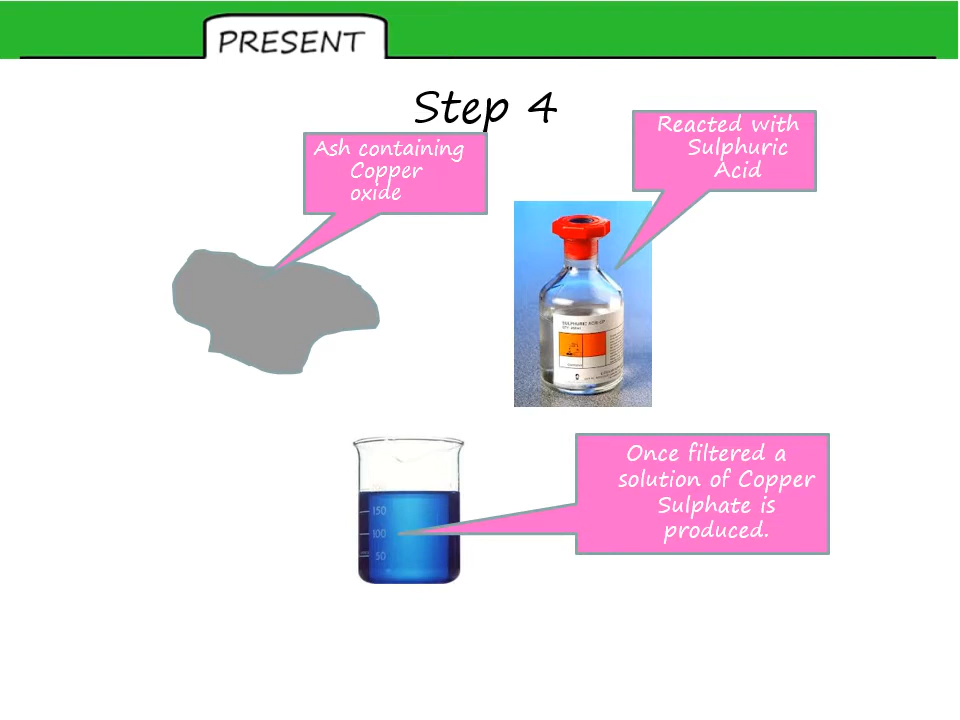 PRESENT
Step 4
Ash containing
Copper
oxide
Reacted with
Sulphuric
Acid
150
100
50
Once filtered a
solution of Copper
Sulphate is
produced.